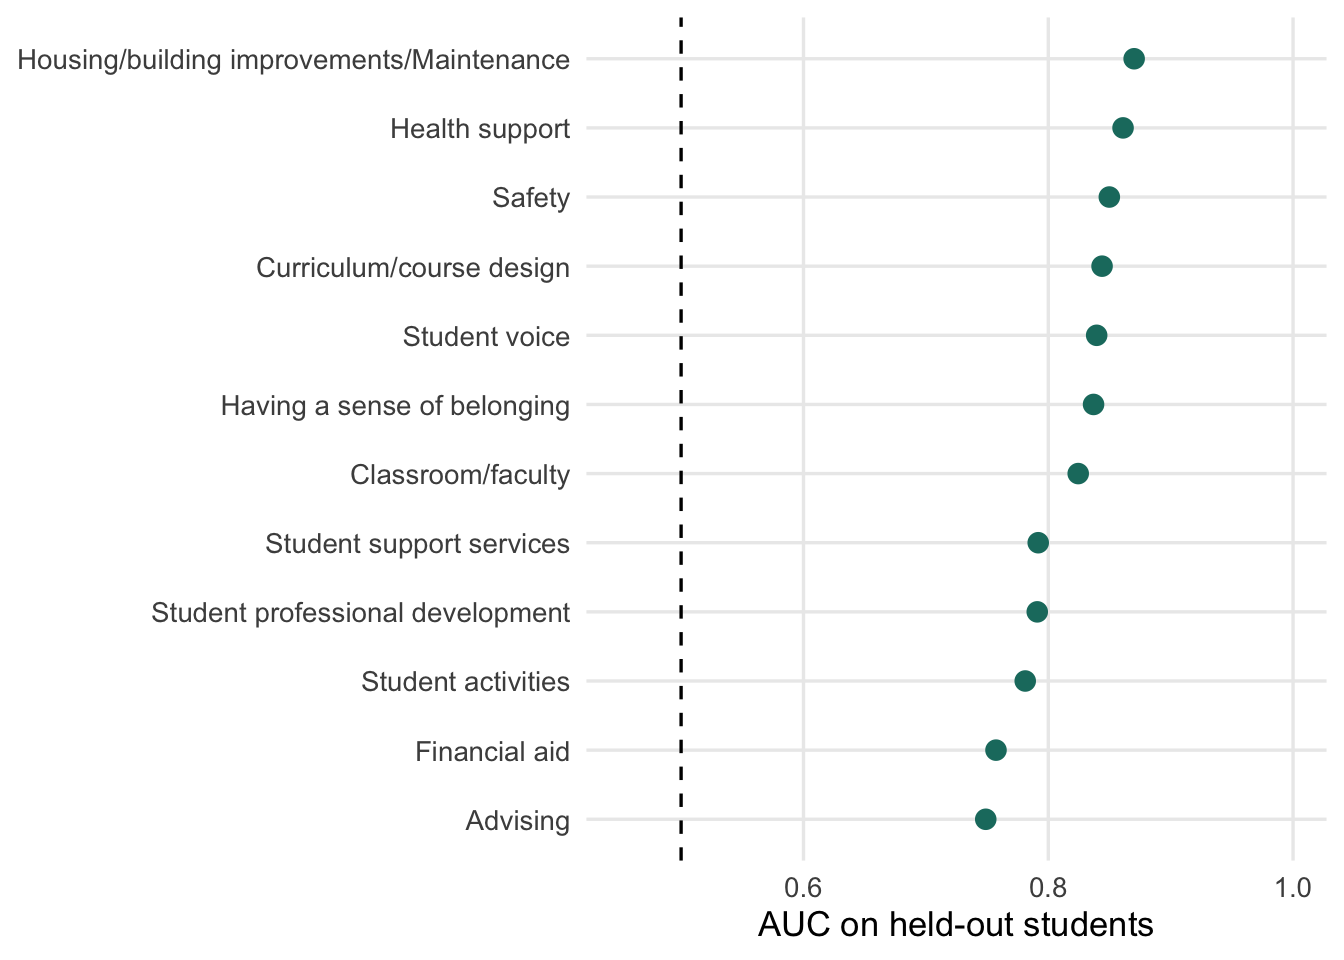 Housing/building improvements/Maintenance
Health support
Safety
Curriculum/course design
Student voice
Having a sense of belonging
Classroom/faculty
Student support services
Student professional development
Student activities
Financial aid
Advising
0.6 0.8 1.0
AUC on held-out students